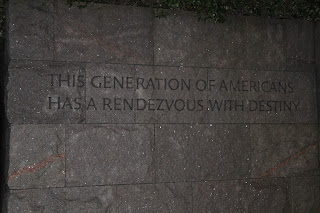 THIS GENERATION OF AMERICANS
HAS A RENDEZVOUS WITH DESTINY